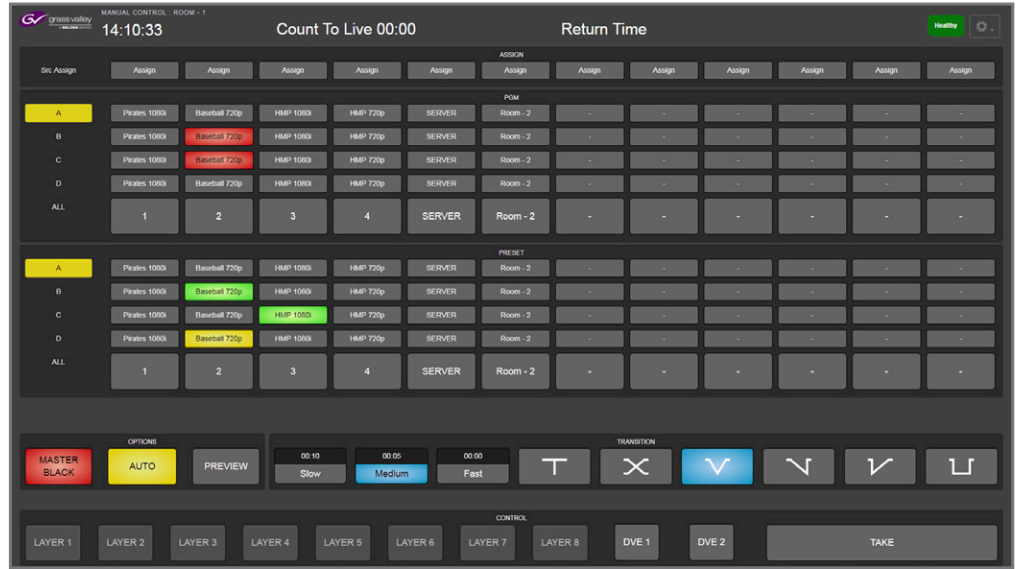 grass valley
MANUAL CONTROL : ROOM - 1
14:10:33
Count To Live 00:00
Return Time
Healthy
ASSIGN
Src Assign Assign Assign Assign Assign Assign Assign Assign Assign Assign Assign Assign Assign
PGM
A Pirates 1080i Baseball 720p HMP 1080i HMP 720p SERVER Room - 2 - - - - - -
B Pirates 1080i Baseball 720p HMP 1080i HMP 720p SERVER Room - 2 - - - - - -
C Pirates 1080i Baseball 720p HMP 1080i HMP 720p SERVER Room - 2 - - - - - -
D Pirates 1080i Baseball 720p HMP 1080i HMP 720p SERVER Room - 2 - - - - - -
ALL 1 2 3 4 SERVER Room - 2 - - - - - -
PRESET
A Pirates 1080i Baseball 720p HMP 1080i HMP 720p SERVER Room - 2 - - - - - -
B Pirates 1080i Baseball 720p HMP 1080i HMP 720p SERVER Room - 2 - - - - - -
C Pirates 1080i Baseball 720p HMP 1080i HMP 720p SERVER Room - 2 - - - - - -
D Pirates 1080i Baseball 720p HMP 1080i HMP 720p SERVER Room - 2 - - - - - -
ALL 1 2 3 4 SERVER Room - 2 - - - - - -
OPTIONS
MASTER
BLACK
AUTO
PREVIEW
TRANSITION
00:10 00:05 00:00
Slow Medium Fast
CONTROL
LAYER 1 LAYER 2 LAYER 3 LAYER 4 LAYER 5 LAYER 6 LAYER 7 LAYER 8 DVE 1 DVE 2 TAKE